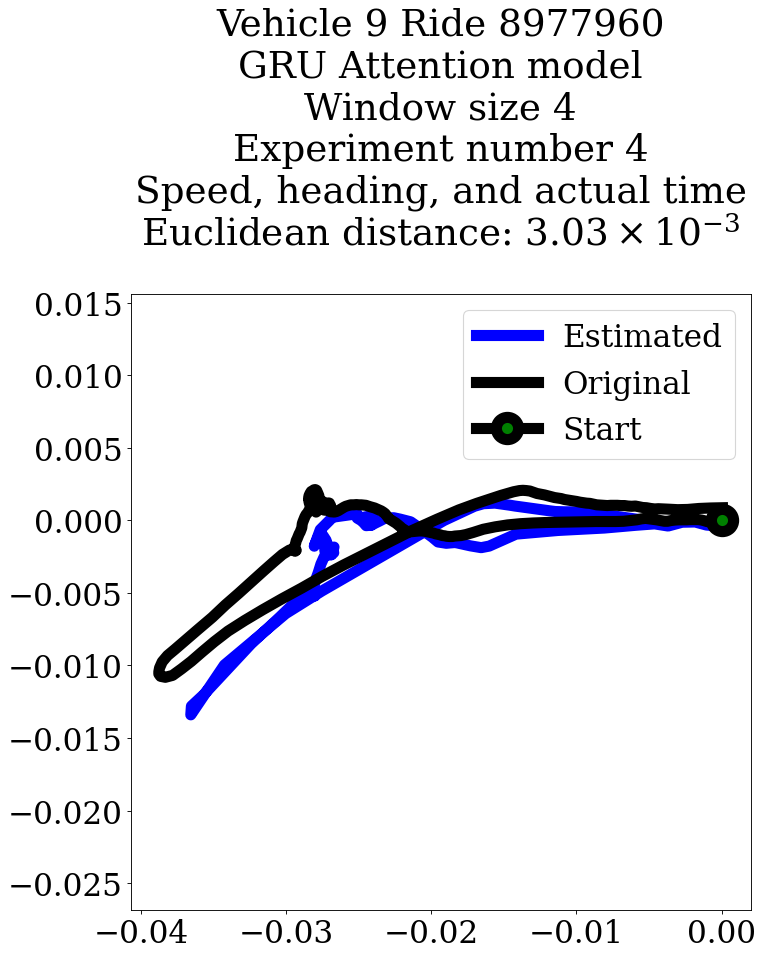 Vehicle 9 Ride 8977960
GRU Attention model
Window size 4
Experiment number 4
Speed, heading, and actual time
Euclidean distance: 3.03 × 10⁻³
0.015
0.010
0.005
0.000
−0.005
−0.010
−0.015
−0.020
−0.025
Estimated
Original
Start
−0.04 −0.03 −0.02 −0.01 0.00